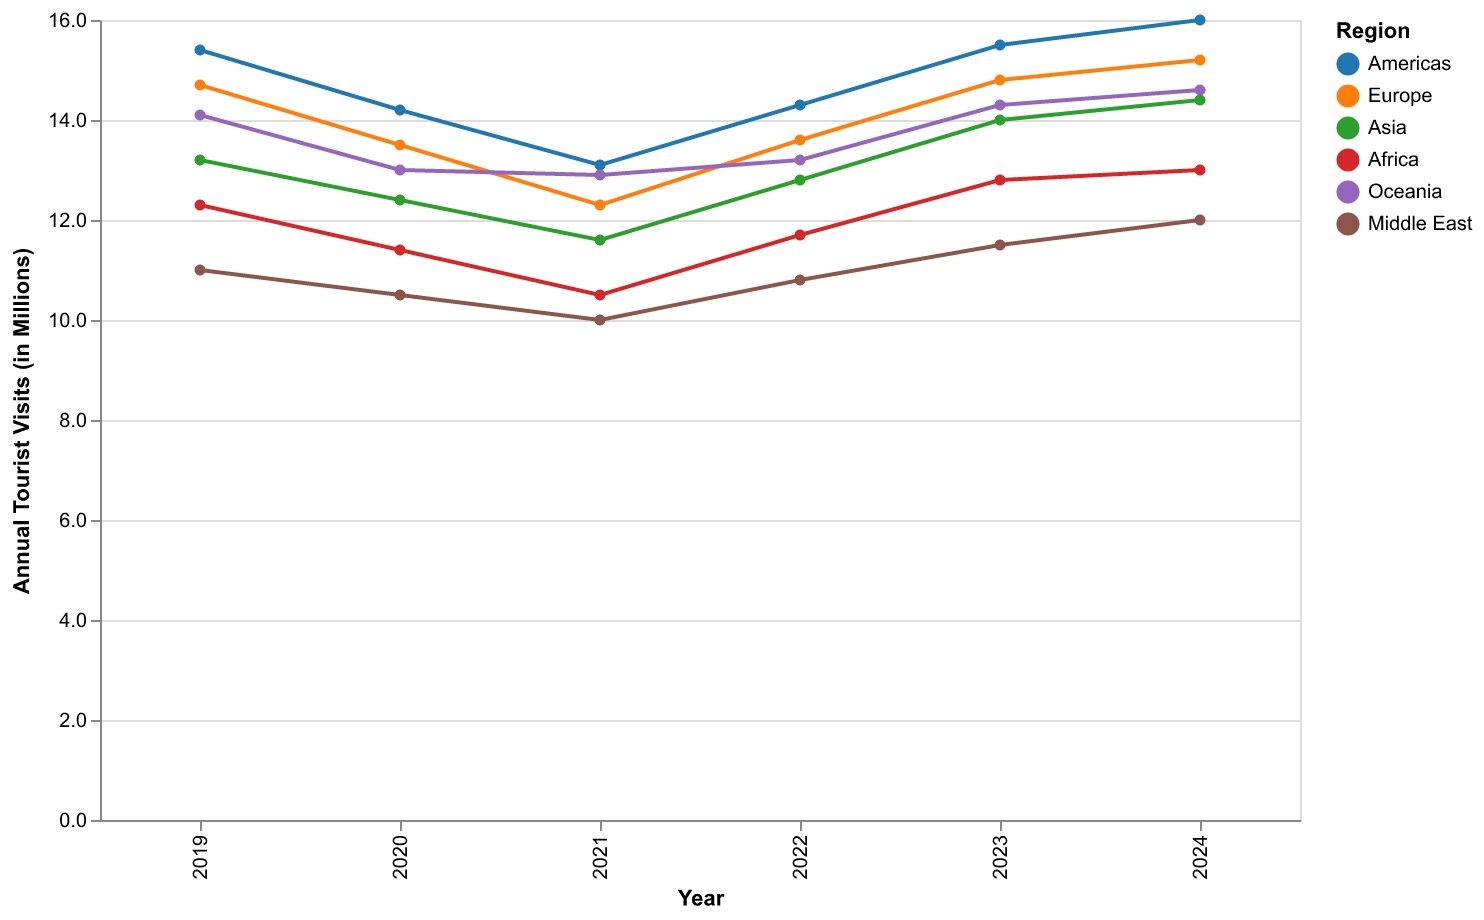 16.0
14.0
12.0
10.0
8.0
6.0
4.0
2.0
0.0
Annual Tourist Visits (in Millions)
2019
2020
2021
2022
2023
2024
Year
Region
Americas
Europe
Asia
Africa
Oceania
Middle East